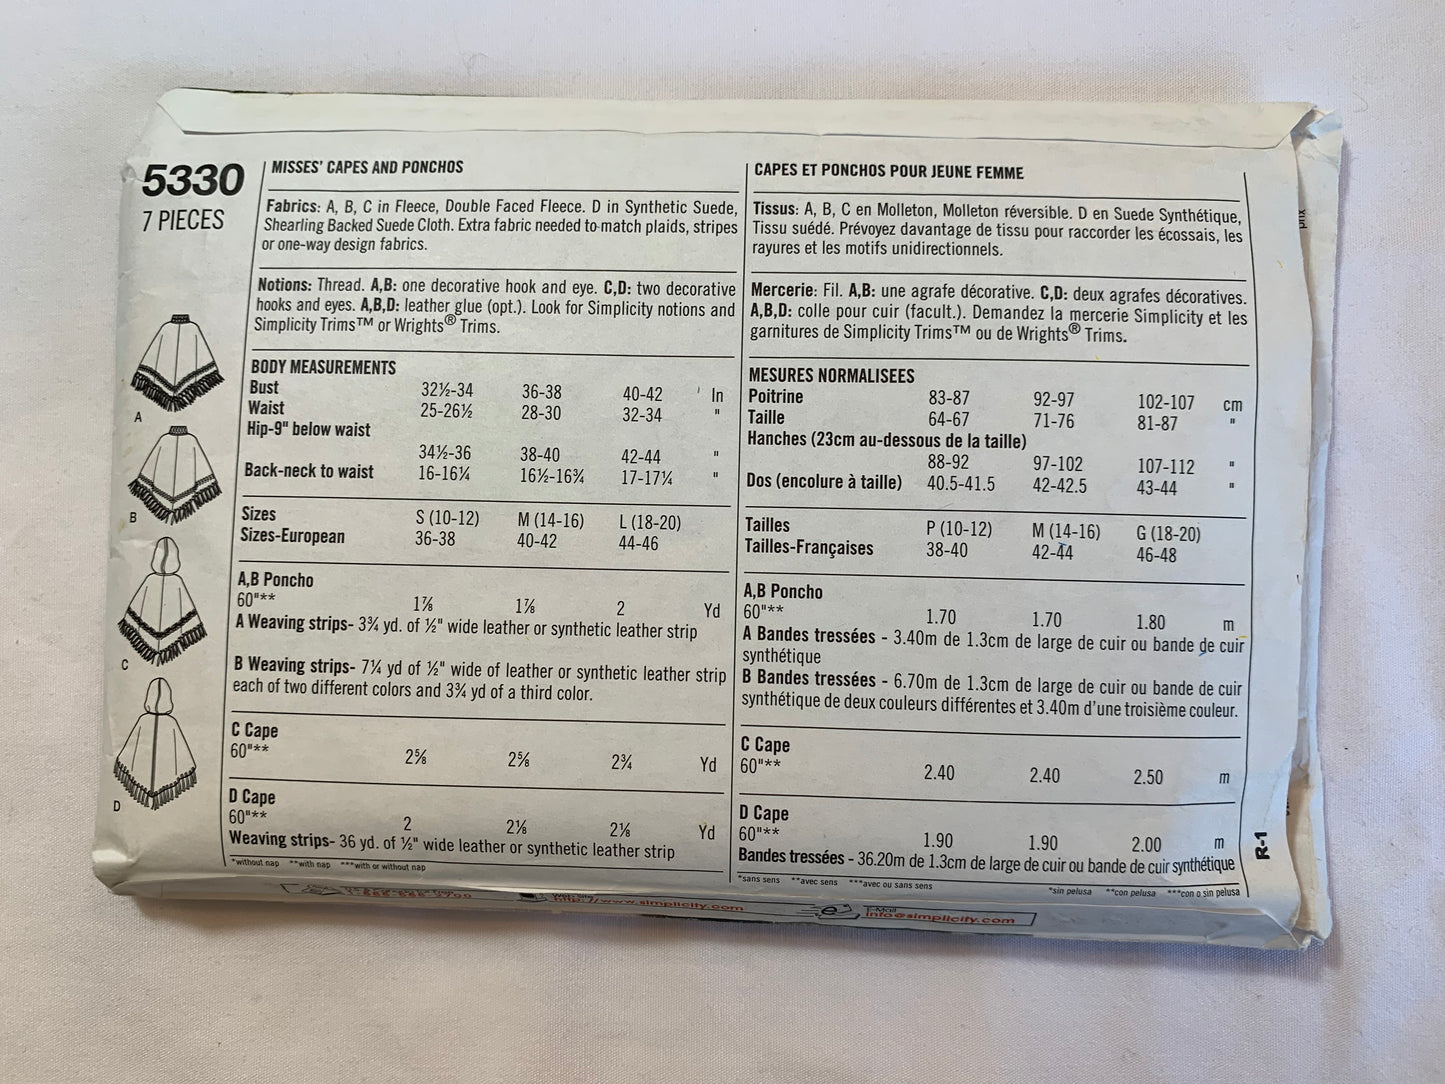 5330
7 PIECES
A
B
C
D
MISSES' CAPES AND PONCHOS
Fabrics: A, B, C in Fleece, Double Faced Fleece. D in Synthetic Suede,
Shearling Backed Suede Cloth. Extra fabric needed to match plaids, stripes
or one-way design fabrics.
Notions: Thread. A,B: one decorative hook and eye. C,D: two decorative
hooks and eyes. A,B,D: leather glue (opt.). Look for Simplicity notions and
Simplicity Trims™ or Wrights® Trims.
BODY MEASUREMENTS
Bust 32½-34 36-38 40-42 In
Waist 25-26½ 28-30 32-34 "
Hip-9" below waist
34½-36 38-40 42-44 "
Back-neck to waist 16-16¼ 16½-16¾ 17-17¼ "
Sizes S (10-12) M (14-16) L (18-20)
Sizes-European 36-38 40-42 44-46
A,B Poncho
60"** 1⅞ 1⅞ 2 Yd
A Weaving strips- 3¾ yd. of ½" wide leather or synthetic leather strip
B Weaving strips- 7¼ yd of ½" wide of leather or synthetic leather strip
each of two different colors and 3¾ yd of a third color.
C Cape
60"** 2⅝ 2⅝ 2¾ Yd
D Cape
60"** 2 2⅛ 2⅛ Yd
Weaving strips- 36 yd. of ½" wide leather or synthetic leather strip
*without nap **with nap ***with or without nap
CAPES ET PONCHOS POUR JEUNE FEMME
Tissus: A, B, C en Molleton, Molleton réversible. D en Suede Synthétique,
Tissu suédé. Prévoyez davantage de tissu pour raccorder les écossais, les
rayures et les motifs unidirectionnels.
Mercerie: Fil. A,B: une agrafe décorative. C,D: deux agrafes décoratives.
A,B,D: colle pour cuir (facult.). Demandez la mercerie Simplicity et les
garnitures de Simplicity Trims™ ou de Wrights® Trims.
MESURES NORMALISEES
Poitrine 83-87 92-97 102-107 cm
Taille 64-67 71-76 81-87 "
Hanches (23cm au-dessous de la taille)
88-92 97-102 107-112 "
Dos (encolure à taille) 40.5-41.5 42-42.5 43-44 "
Tailles P (10-12) M (14-16) G (18-20)
Tailles-Françaises 38-40 42-44 46-48
A,B Poncho
60"** 1.70 1.70 1.80 m
A Bandes tressées - 3.40m de 1.3cm de large de cuir ou bande de cuir
synthétique
B Bandes tressées - 6.70m de 1.3cm de large de cuir ou bande de cuir
synthétique de deux couleurs différentes et 3.40m d'une troisième couleur.
C Cape
60"** 2.40 2.40 2.50 m
D Cape
60"** 1.90 1.90 2.00 m
Bandes tressées - 36.20m de 1.3cm de large de cuir ou bande de cuir synthétique
*sans sens **avec sens ***avec ou sans sens
*sin pelusa **con pelusa ***con o sin pelusa
R-1
prix
http://www.simplicity.com
E-Mail
info@simplicity.com